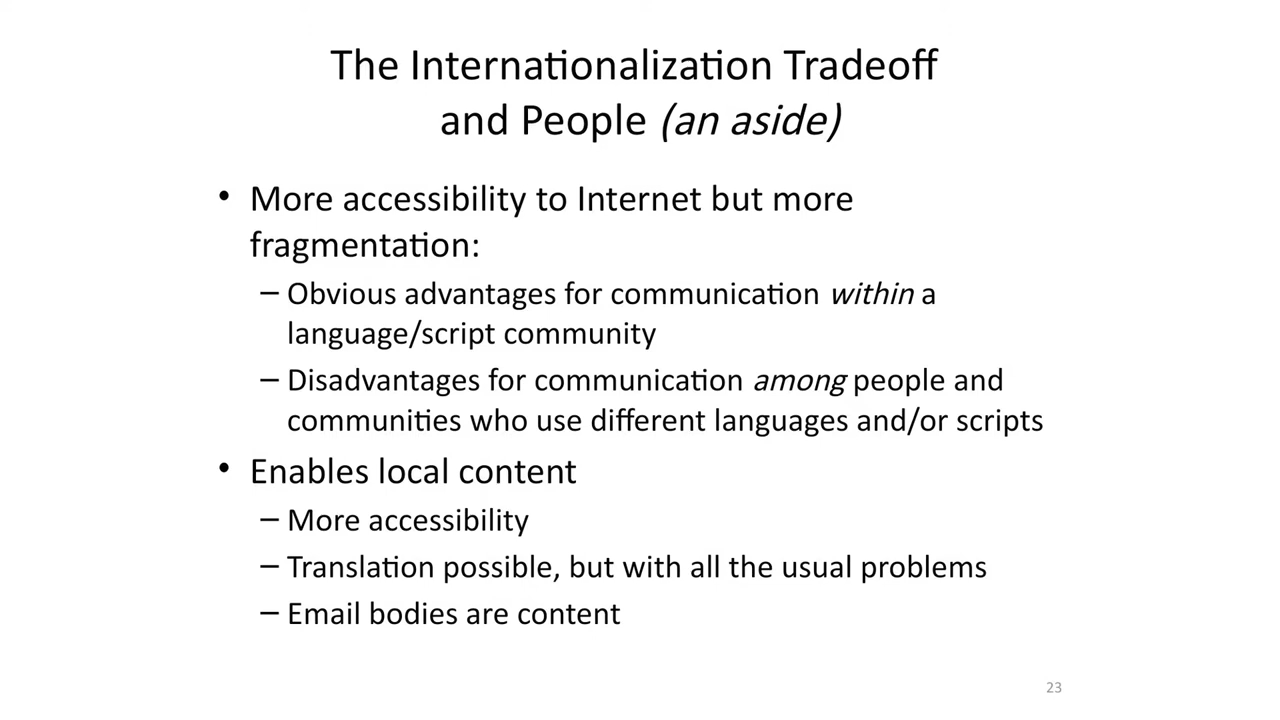 The Internationalization Tradeoff
and People (an aside)
• More accessibility to Internet but more
fragmentation:
– Obvious advantages for communication within a
language/script community
– Disadvantages for communication among people and
communities who use different languages and/or scripts
• Enables local content
– More accessibility
– Translation possible, but with all the usual problems
– Email bodies are content
23